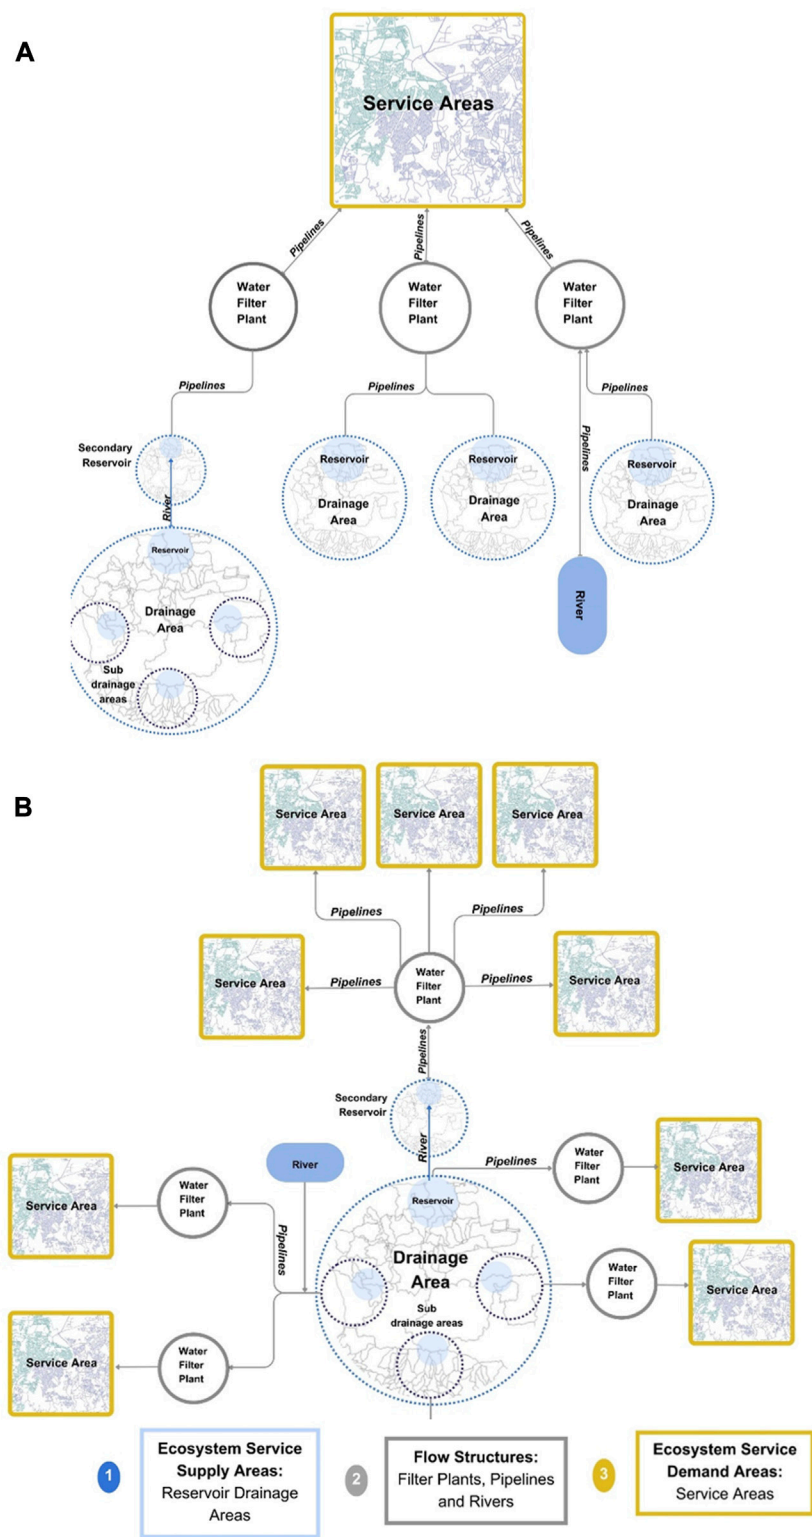 A
Service Areas
Pipelines
Pipelines
Pipelines
Water
Filter
Plant
Water
Filter
Plant
Water
Filter
Plant
Pipelines
Pipelines
Pipelines
Pipelines
Secondary
Reservoir
River
Reservoir
Drainage
Area
Sub
drainage
areas
Reservoir
Drainage
Area
Reservoir
Drainage
Area
Reservoir
Drainage
Area
River
B
Service Area
Service Area
Service Area
Pipelines
Pipelines
Service Area
Pipelines
Water
Filter
Plant
Pipelines
Service Area
Pipelines
Secondary
Reservoir
River
Pipelines
Water
Filter
Plant
Service Area
River
Service Area
Water
Filter
Plant
Pipelines
Reservoir
Drainage
Area
Sub
drainage areas
Water
Filter
Plant
Service Area
Service Area
Water
Filter
Plant
1
Ecosystem Service
Supply Areas:
Reservoir Drainage
Areas
2
Flow Structures:
Filter Plants, Pipelines
and Rivers
3
Ecosystem Service
Demand Areas:
Service Areas